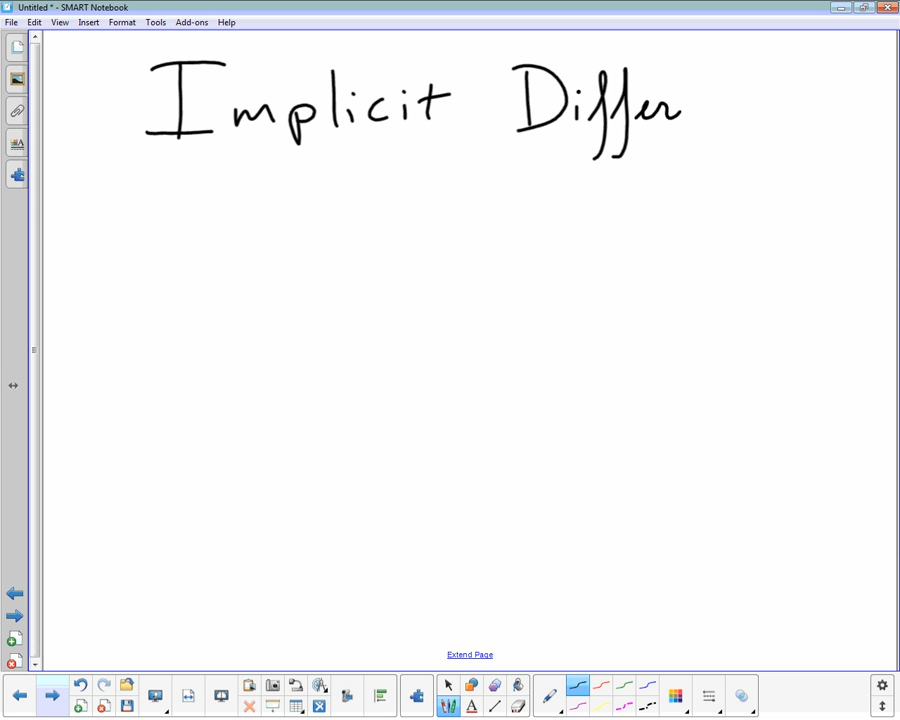 Untitled * - SMART Notebook
File Edit View Insert Format Tools Add-ons Help
Implicit Differ
Extend Page